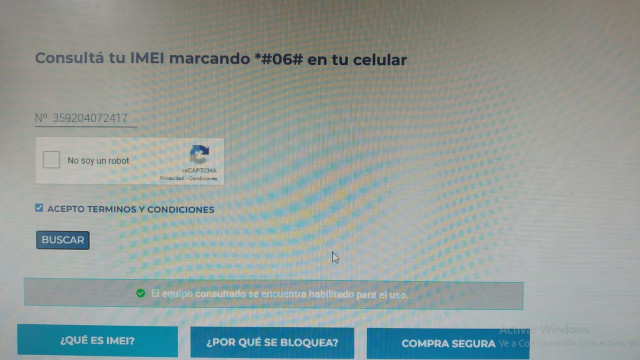 Consultá tu IMEI marcando *#06# en tu celular
Nº 359204072417
No soy un robot
reCAPTCHA
Privacidad - Condiciones
ACEPTO TERMINOS Y CONDICIONES
BUSCAR
El equipo consultado se encuentra habilitado para el uso.
Activar Windows
Ve a Configuración para activar
¿QUÉ ES IMEI?
¿POR QUÉ SE BLOQUEA?
COMPRA SEGURA